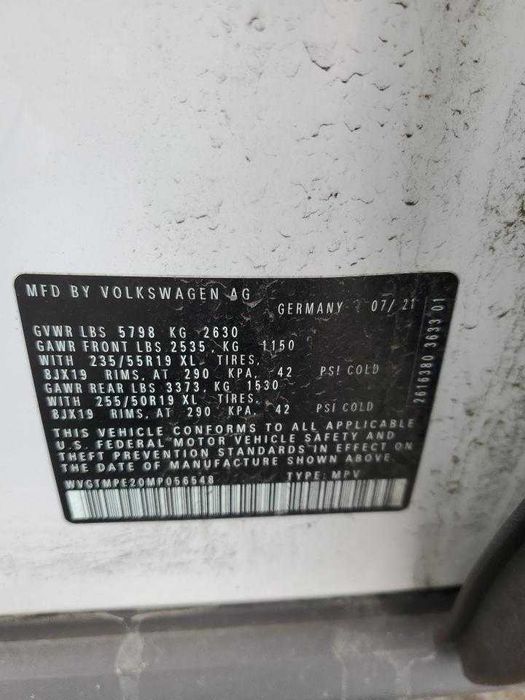 MFD BY VOLKSWAGEN AG GERMANY 07/21
GVWR LBS 5798 KG 2630
GAWR FRONT LBS 2535, KG 1150
WITH 235/55R19 XL TIRES,
BJX19 RIMS, AT 290 KPA, 42 PSI COLD
GAWR REAR LBS 3373, KG 1530
WITH 255/50R19 XL TIRES,
BJX19 RIMS, AT 290 KPA, 42 PSI COLD
THIS VEHICLE CONFORMS TO ALL APPLICABLE
U.S. FEDERAL MOTOR VEHICLE SAFETY AND
THEFT PREVENTION STANDARDS IN EFFECT ON
THE DATE OF MANUFACTURE SHOWN ABOVE.
WVGTMPE20MP056548 TYPE: MPV
26116380 3633 01